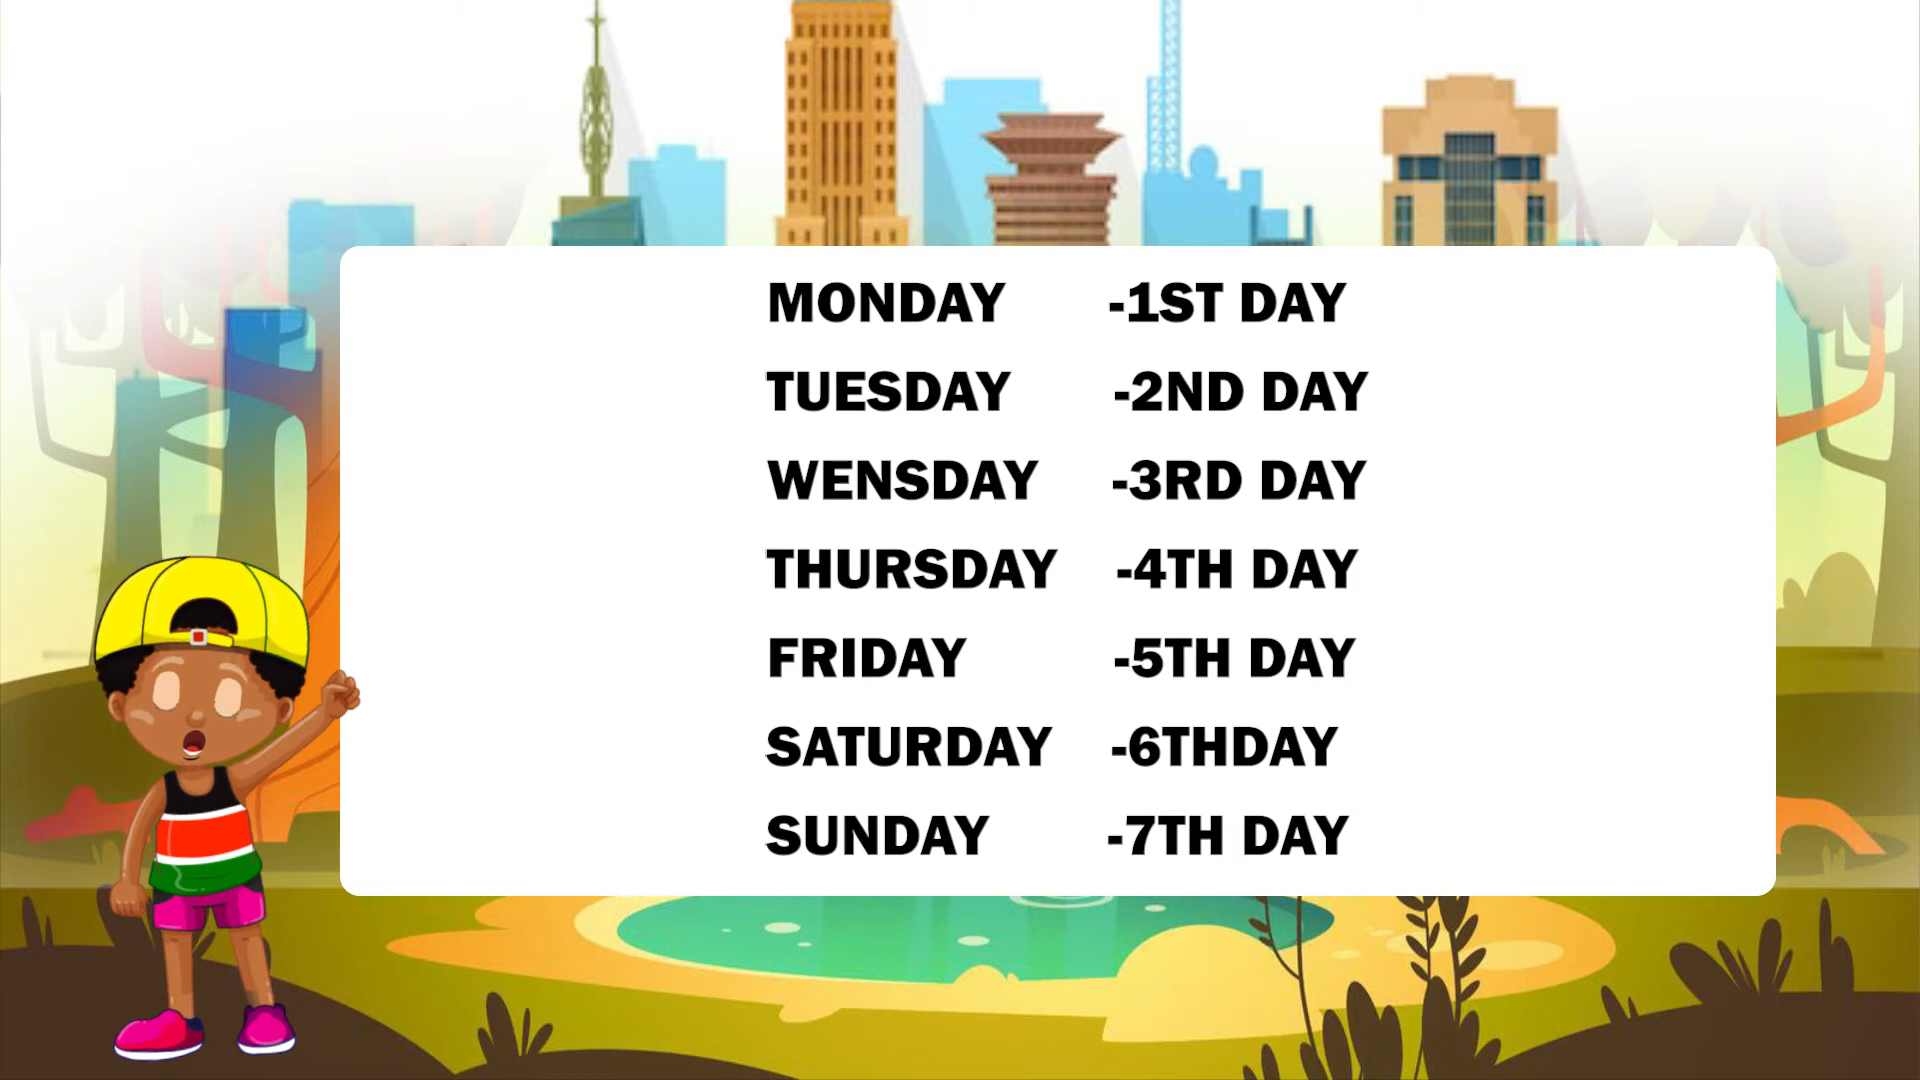 MONDAY -1ST DAY
TUESDAY -2ND DAY
WENSDAY -3RD DAY
THURSDAY -4TH DAY
FRIDAY -5TH DAY
SATURDAY -6THDAY
SUNDAY -7TH DAY